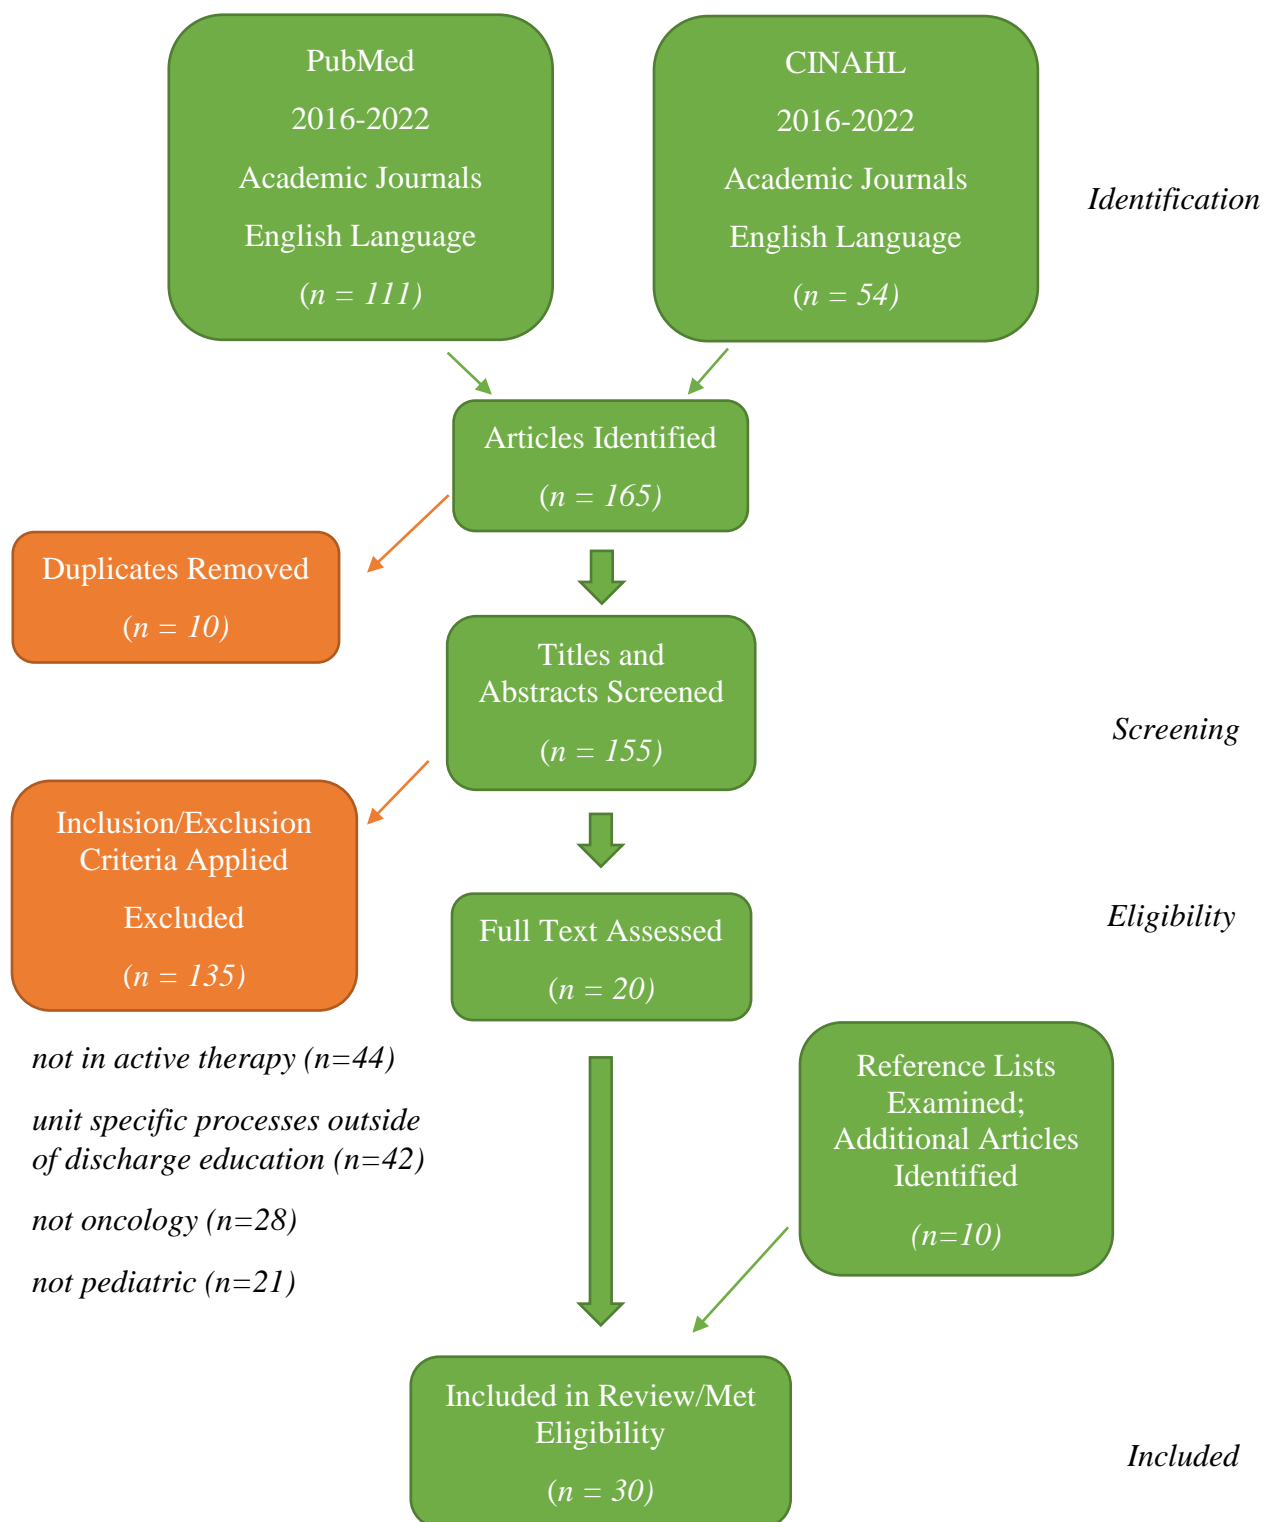 PubMed
2016-2022
Academic Journals
English Language
(n = 111)
CINAHL
2016-2022
Academic Journals
English Language
(n = 54)
Identification
Articles Identified
(n = 165)
Duplicates Removed
(n = 10)
Titles and
Abstracts Screened
(n = 155)
Screening
Inclusion/Exclusion
Criteria Applied
Excluded
(n = 135)
Full Text Assessed
(n = 20)
Eligibility
not in active therapy (n=44)
unit specific processes outside
of discharge education (n=42)
not oncology (n=28)
not pediatric (n=21)
Reference Lists
Examined;
Additional Articles
Identified
(n=10)
Included in Review/Met
Eligibility
(n = 30)
Included